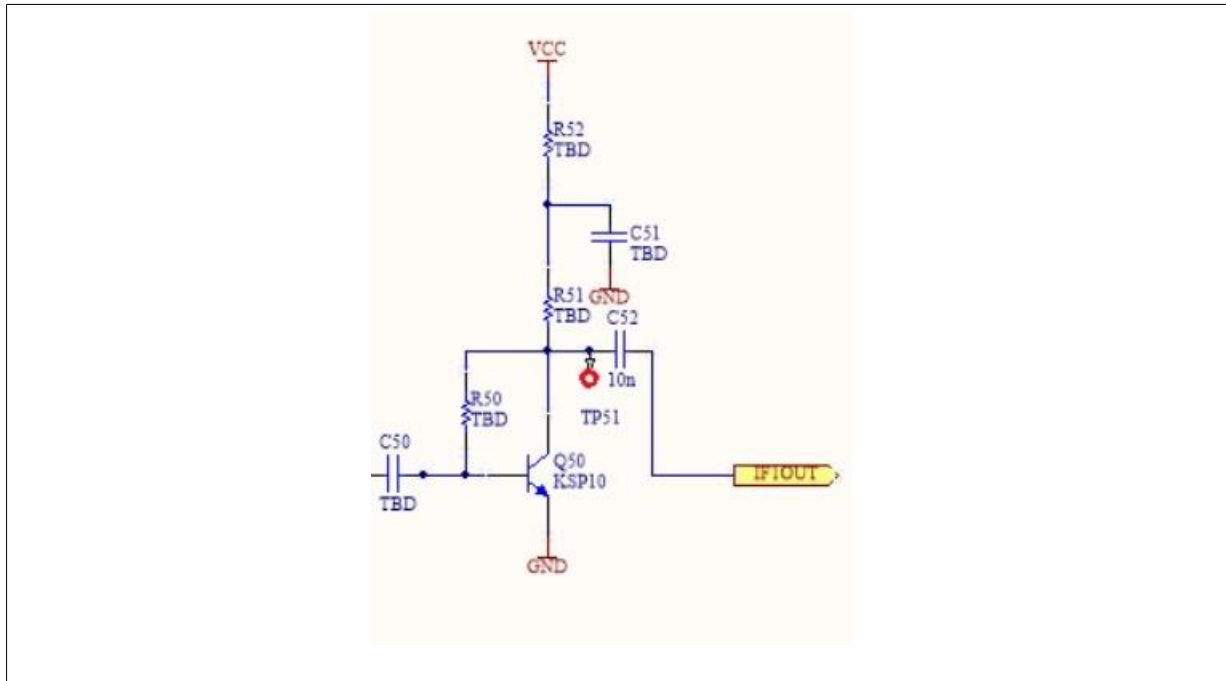 VCC
R52
TBD
C51
TBD
GND
R51
TBD
C52
10n
TP51
R50
TBD
C50
TBD
Q50
KSP10
IF1OUT
GND